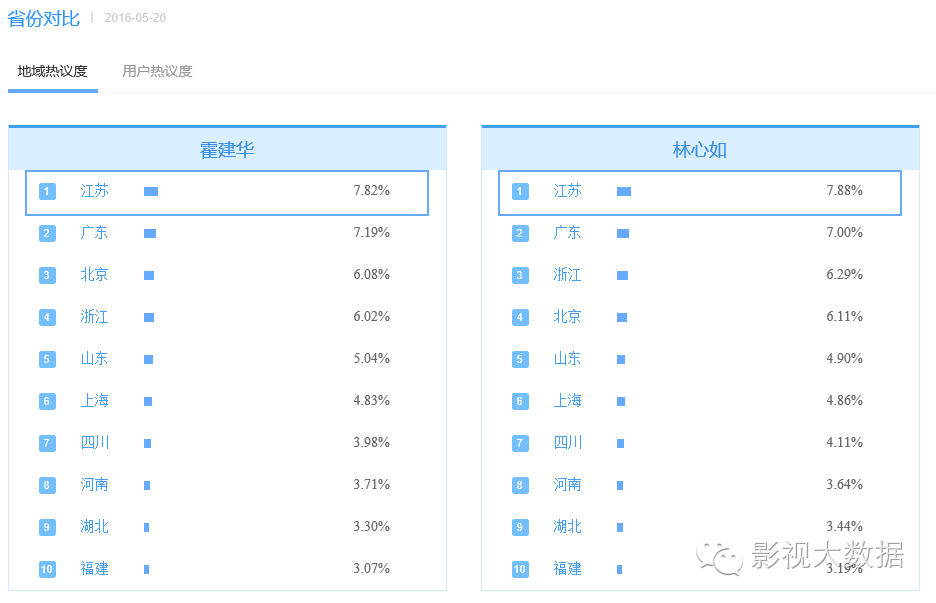 省份对比 | 2016-05-20
地域热议度 用户热议度
霍建华
1 江苏 7.82%
2 广东 7.19%
3 北京 6.08%
4 浙江 6.02%
5 山东 5.04%
6 上海 4.83%
7 四川 3.98%
8 河南 3.71%
9 湖北 3.30%
10 福建 3.07%
林心如
1 江苏 7.88%
2 广东 7.00%
3 浙江 6.29%
4 北京 6.11%
5 山东 4.90%
6 上海 4.86%
7 四川 4.11%
8 河南 3.64%
9 湖北 3.44%
10 福建 3.19%
影视大数据